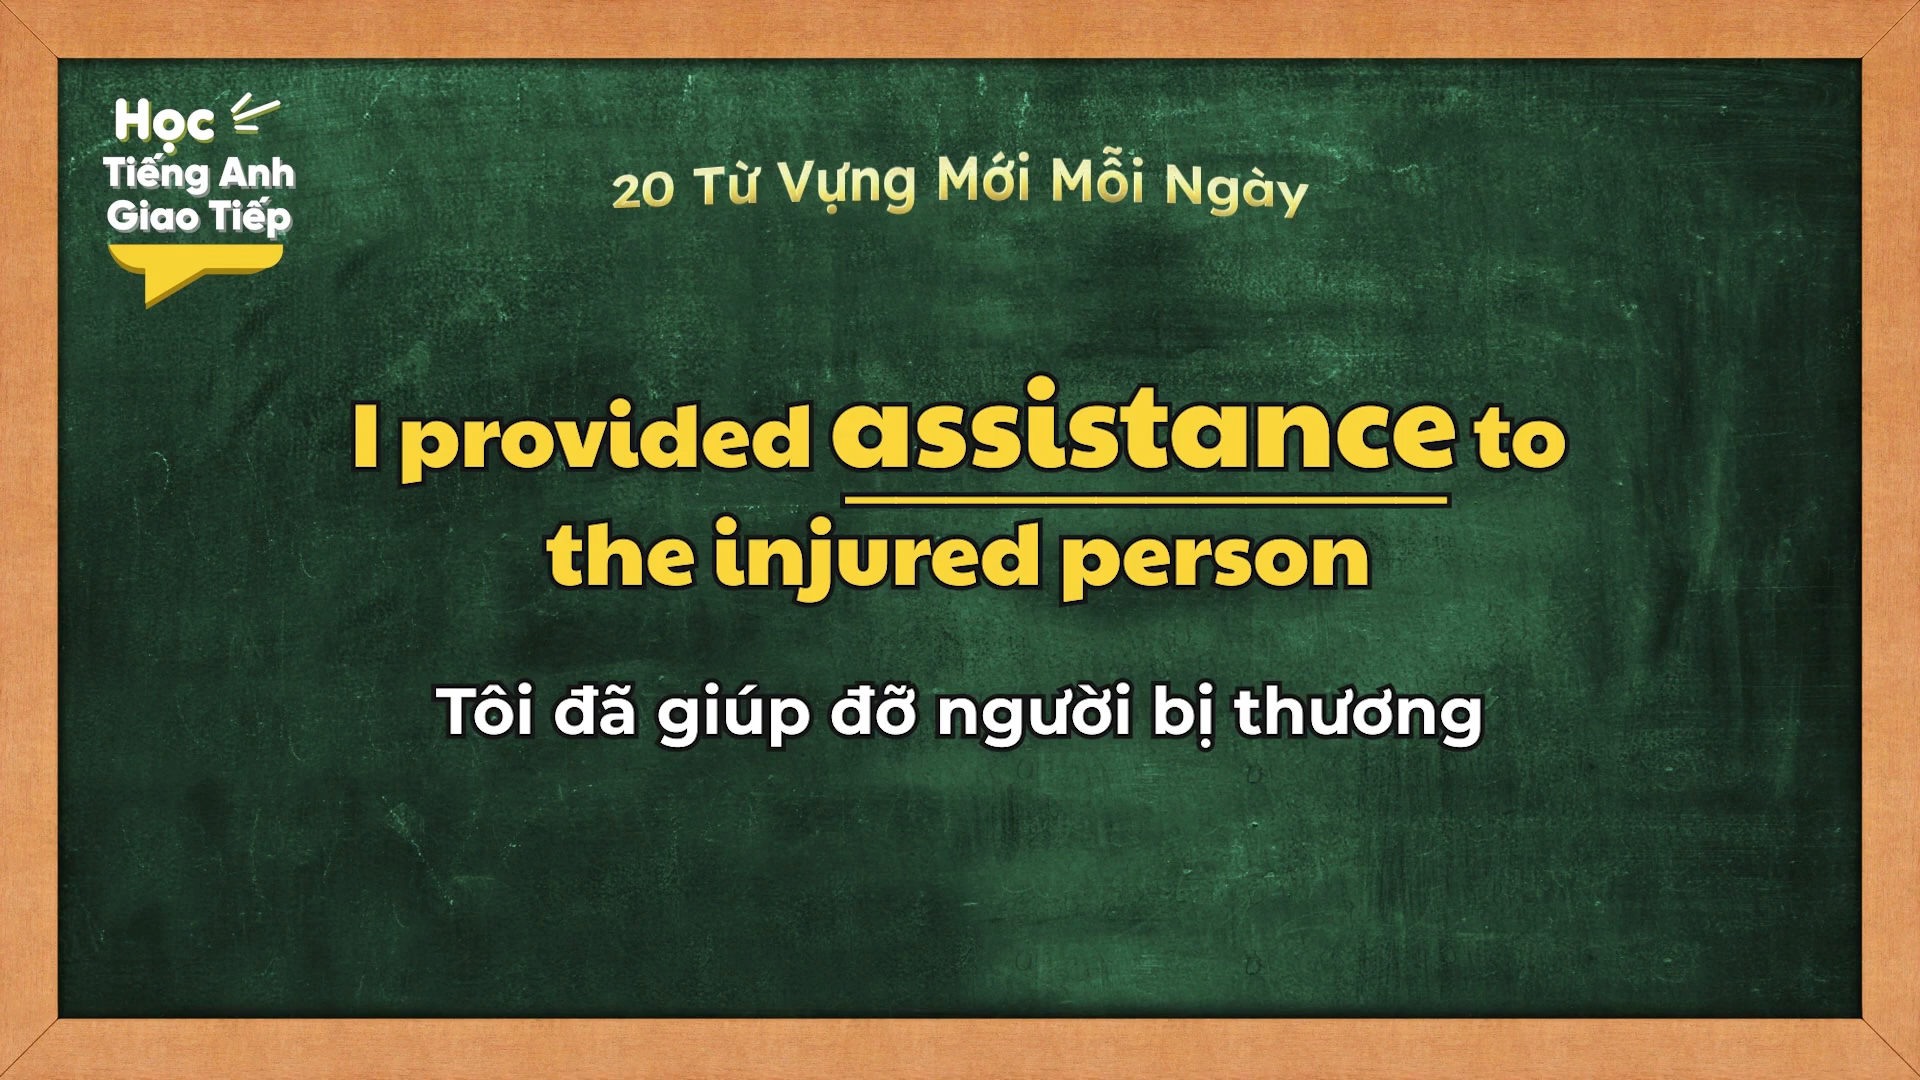 Học
Tiếng Anh
Giao Tiếp
20 Từ Vựng Mới Mỗi Ngày
I provided assistance to
the injured person
Tôi đã giúp đỡ người bị thương